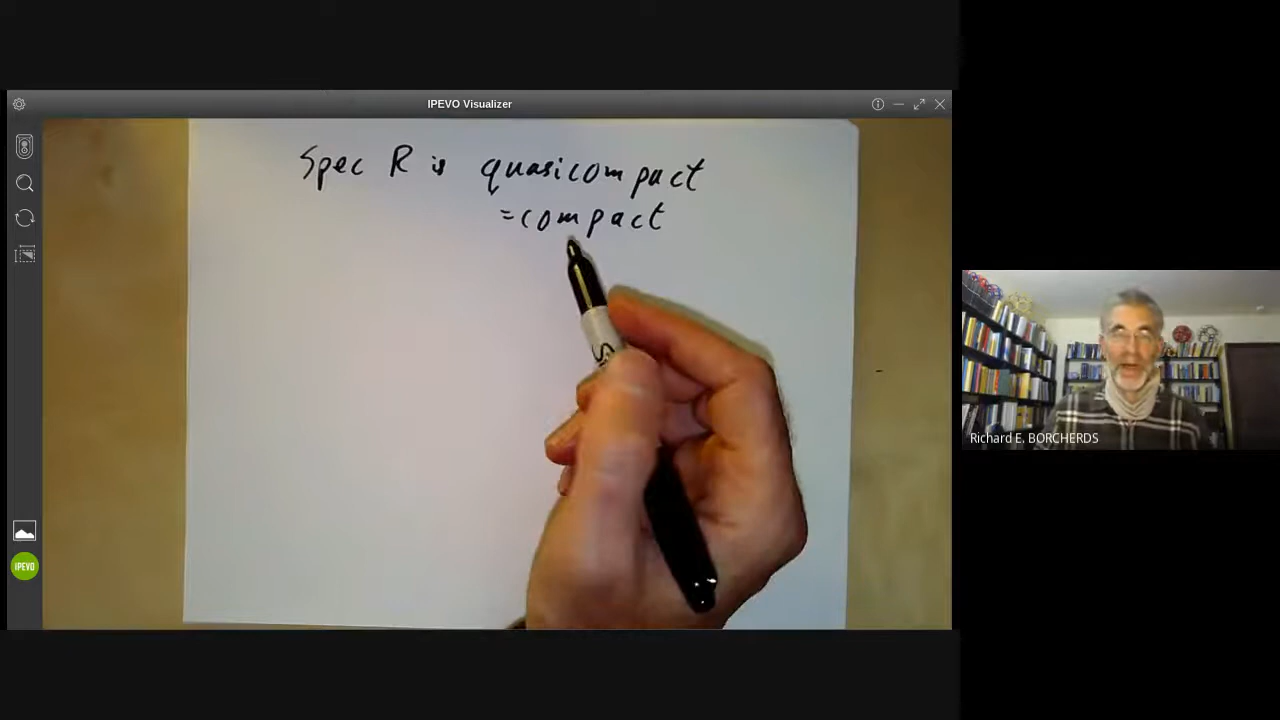 IPEVO Visualizer
Spec R is quasicompact
=compact
Richard E. BORCHERDS
IPEVO